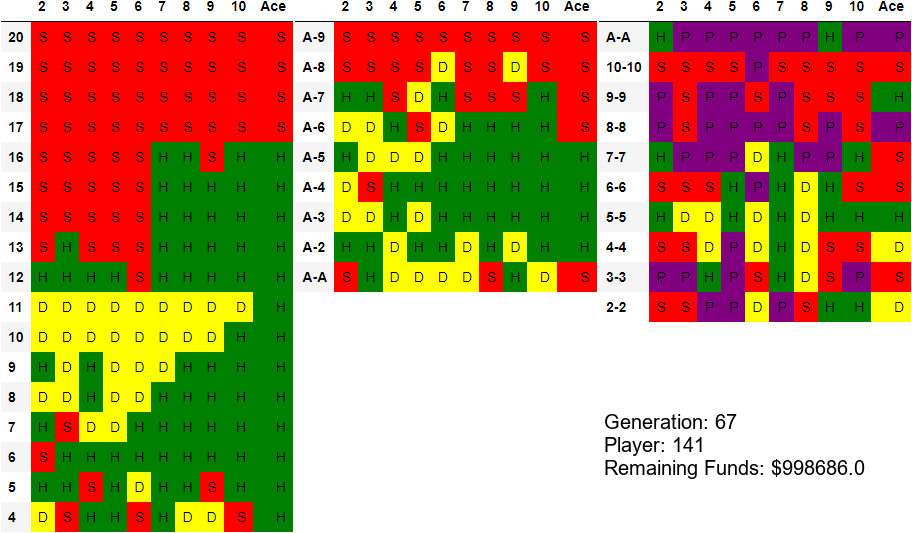 2 3 4 5 6 7 8 9 10 Ace
20 S S S S S S S S S S
19 S S S S S S S S S S
18 S S S S S S S S S S
17 S S S S S S S S S S
16 S S S S S H H S H H
15 S S S S S H H H H H
14 S S S S S H H H H H
13 S H S S S H H H H H
12 H H H H S H H H H H
11 D D D D D D D D D H
10 D D D D D D D D H H
9 H D H D D D H H H H
8 D D H D D H H H H H
7 H S D D H H H H H H
6 S H H H H H H H H H
5 H H S H D H H S H H
4 D S H H S H D D S H
2 3 4 5 6 7 8 9 10 Ace
A-9 S S S S S S S S S S
A-8 S S S S D S S D S S
A-7 H H S D H S S S H S
A-6 D D H S D H H H H S
A-5 H D D D H H H H H H
A-4 D S H H H H H H H H
A-3 D D H D H H H H H H
A-2 H H D H H D H D H H
A-A S H D D D D S H D S
2 3 4 5 6 7 8 9 10 Ace
A-A H P P P P P P H P P
10-10 S S S S P S S S S S
9-9 P S P P S P S S S H
8-8 P S P P P P S P S P
7-7 H P P P D H P P H S
6-6 S S S H P H D H S S
5-5 H D D H D H D H H H
4-4 S S D P D H D S S D
3-3 P P H P S H D S P S
2-2 S S P P D P S H H D
Generation: 67
Player: 141
Remaining Funds: $998686.0